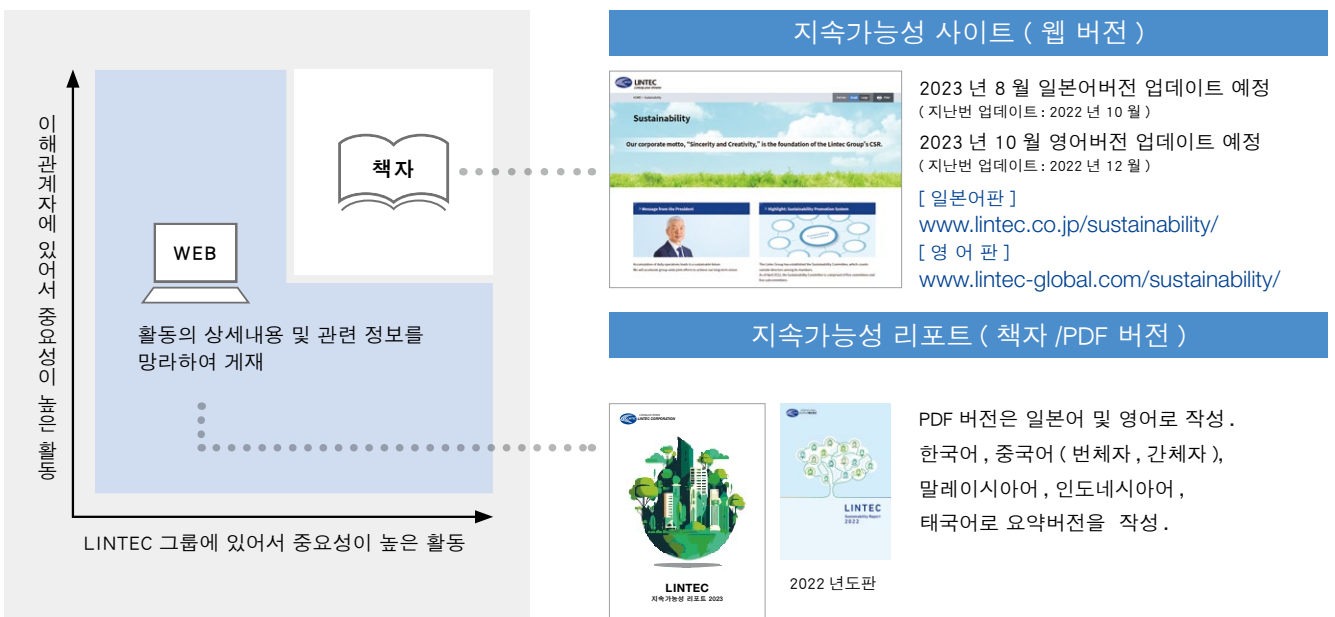 이해관계자에 있어서 중요성이 높은 활동
책자
WEB
활동의 상세내용 및 관련 정보를
망라하여 게재
LINTEC 그룹에 있어서 중요성이 높은 활동
지속가능성 사이트 ( 웹 버전 )
LINTEC
HOME > Sustainability
Sustainability
Our corporate motto, "Sincerity and Creativity," is the foundation of the Lintec Group's CSR.
Message from the President
Highlight: Sustainability Promotion System
2023 년 8 월 일본어버전 업데이트 예정
( 지난번 업데이트 : 2022 년 10 월 )
2023 년 10 월 영어버전 업데이트 예정
( 지난번 업데이트 : 2022 년 12 월 )
[ 일본어판 ]
www.lintec.co.jp/sustainability/
[ 영 어 판 ]
www.lintec-global.com/sustainability/
지속가능성 리포트 ( 책자 /PDF 버전 )
LINTEC CORPORATION
LINTEC
지속가능성 리포트 2023
LINTEC
Sustainability Report
2022
2022 년도판
PDF 버전은 일본어 및 영어로 작성 .
한국어 , 중국어 ( 번체자 , 간체자 ),
말레이시아어 , 인도네시아어 ,
태국어로 요약버전을 작성 .